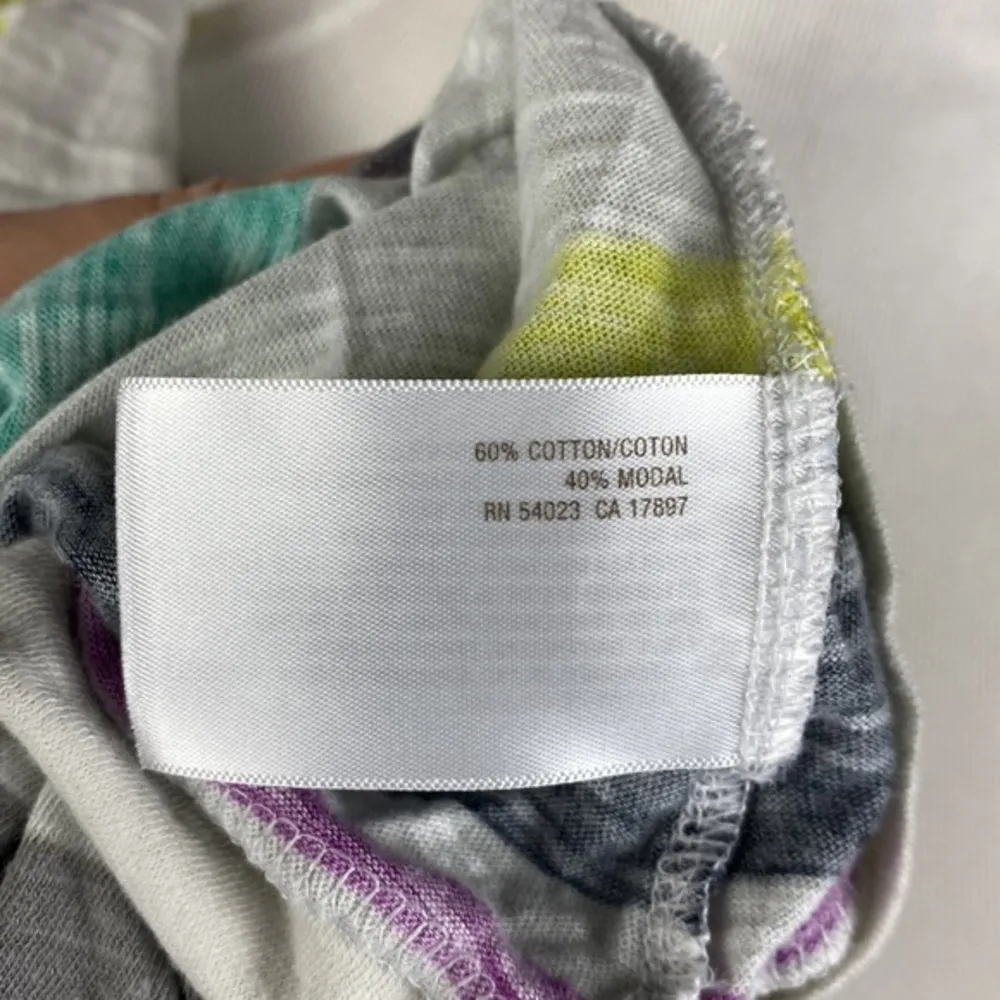 60% COTTON/COTON
40% MODAL
RN 54023 CA 17897